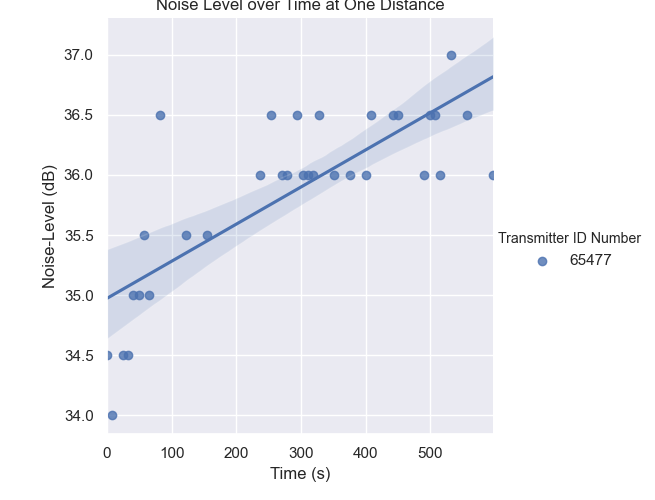 Noise Level over Time at One Distance
37.0
36.5
36.0
35.5
35.0
34.5
34.0
Noise-Level (dB)
0 100 200 300 400 500
Time (s)
Transmitter ID Number
65477